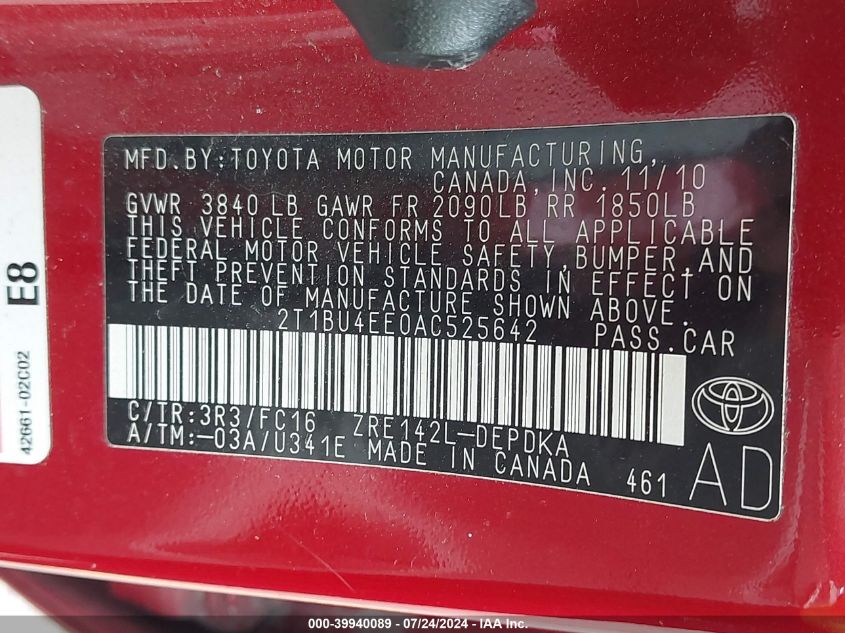 MFD.BY:TOYOTA MOTOR MANUFACTURING,
CANADA,INC. 11/10
GVWR 3840 LB GAWR FR 2090LB RR 1850LB
THIS VEHICLE CONFORMS TO ALL APPLICABLE
FEDERAL MOTOR VEHICLE SAFETY,BUMPER,AND
THEFT PREVENTION STANDARDS IN EFFECT ON
THE DATE OF MANUFACTURE SHOWN ABOVE.
2T1BU4EE0AC525642 PASS.CAR
C/TR:3R3/FC16 ZRE142L-DEPDKA
A/TM:-03A/U341E MADE IN CANADA 461
AD
E8
42661-02C02
000-39940089 - 07/24/2024 - IAA Inc.